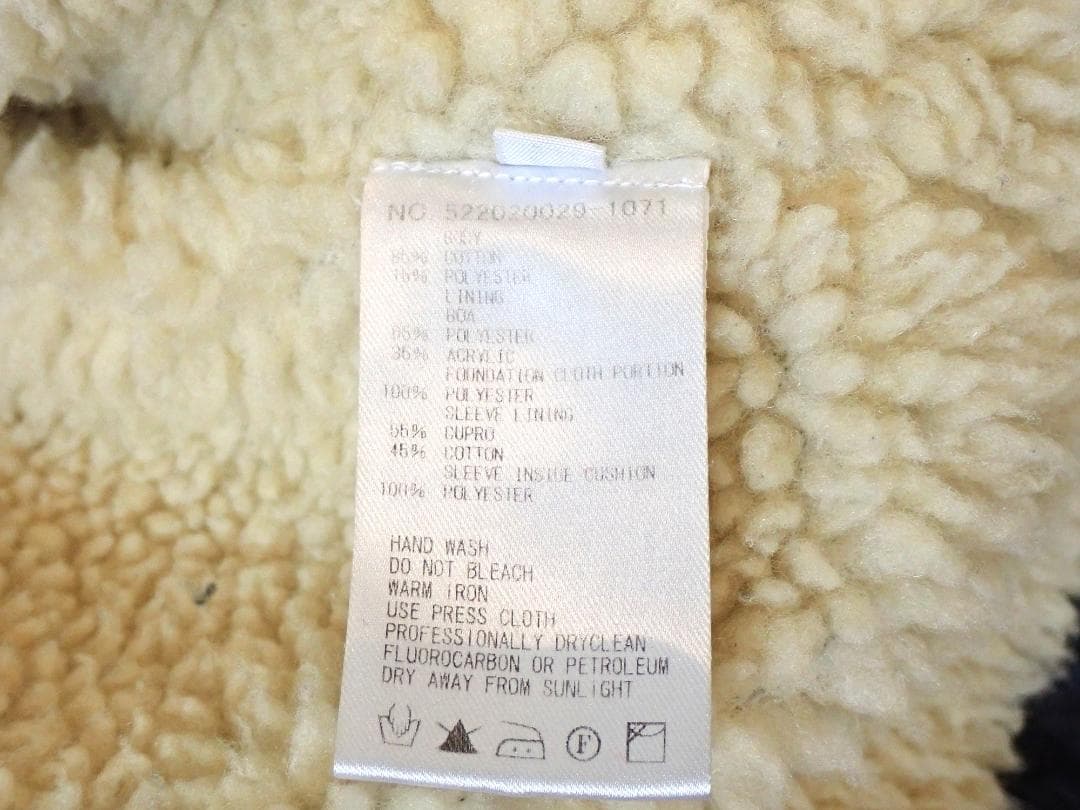 NO 522020029-1071
BODY
85% COTTON
15% POLYESTER
LINING
BOA
65% POLYESTER
35% ACRYLIC
FOUNDATION CLOTH PORTION
100% POLYESTER
SLEEVE LINING
55% CUPRO
45% COTTON
SLEEVE INSIDE CUSHION
100% POLYESTER
HAND WASH
DO NOT BLEACH
WARM IRON
USE PRESS CLOTH
PROFESSIONALLY DRYCLEAN
FLUOROCARBON OR PETROLEUM
DRY AWAY FROM SUNLIGHT
F